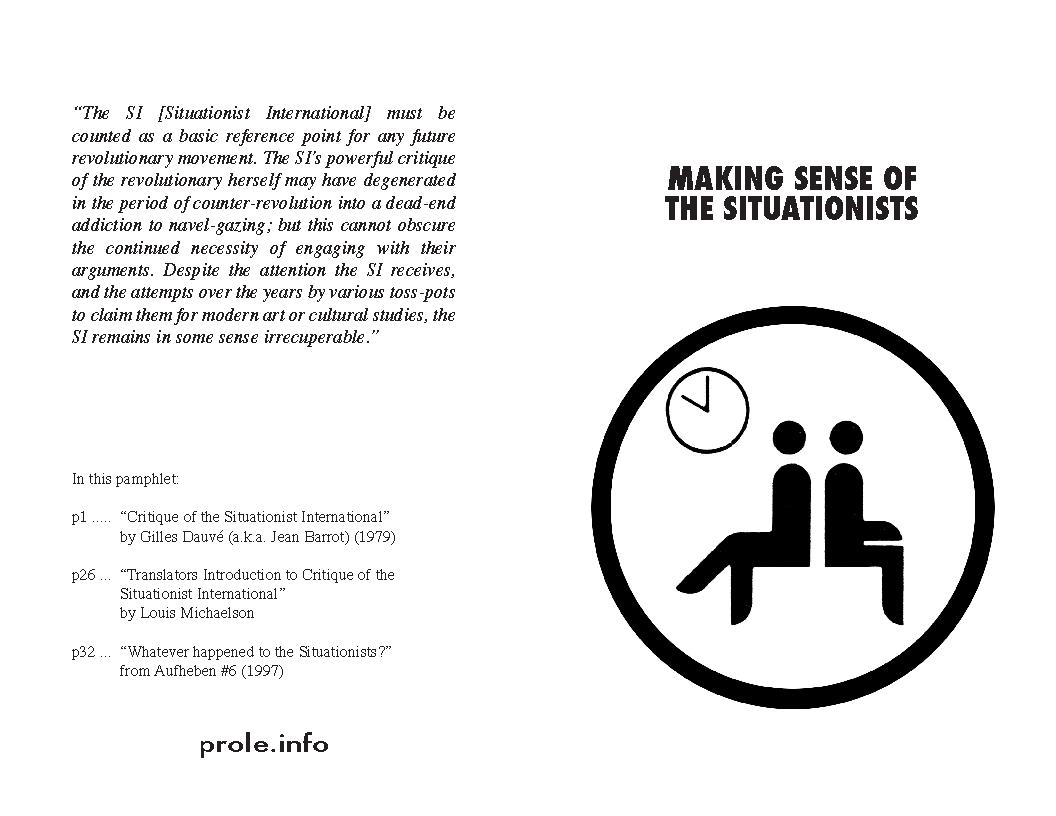 “The SI [Situationist International] must be
counted as a basic reference point for any future
revolutionary movement. The SI's powerful critique
of the revolutionary herself may have degenerated
in the period of counter-revolution into a dead-end
addiction to navel-gazing; but this cannot obscure
the continued necessity of engaging with their
arguments. Despite the attention the SI receives,
and the attempts over the years by various toss-pots
to claim them for modern art or cultural studies, the
SI remains in some sense irrecuperable.”
In this pamphlet:
p1 ..... “Critique of the Situationist International”
by Gilles Dauvé (a.k.a. Jean Barrot) (1979)
p26 ... “Translators Introduction to Critique of the
Situationist International”
by Louis Michaelson
p32 ... “Whatever happened to the Situationists?”
from Aufheben #6 (1997)
prole.info
MAKING SENSE OF
THE SITUATIONISTS